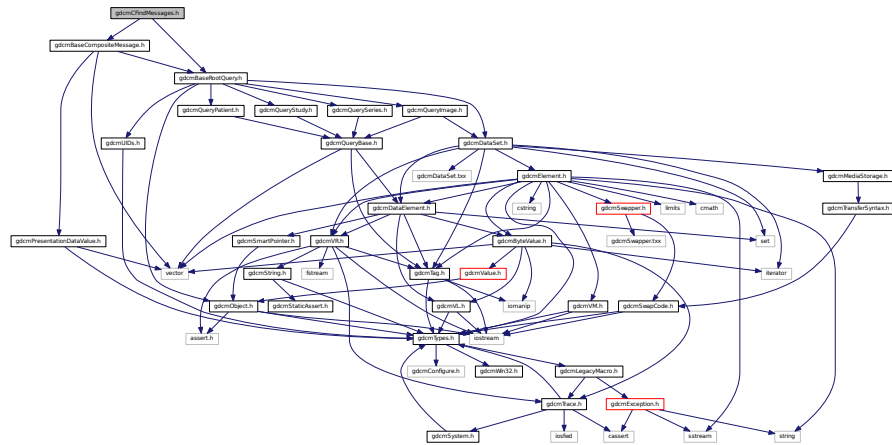 gdcmCFindMessages.h
gdcmBaseCompositeMessage.h
gdcmBaseRootQuery.h
gdcmQueryPatient.h
gdcmQueryStudy.h
gdcmQuerySeries.h
gdcmQueryImage.h
gdcmUIDs.h
gdcmQueryBase.h
gdcmDataSet.h
gdcmDataSet.txx
gdcmElement.h
gdcmMediaStorage.h
cstring
gdcmSwapper.h
limits
cmath
gdcmDataElement.h
gdcmTransferSyntax.h
gdcmPresentationDataValue.h
gdcmSmartPointer.h
gdcmVR.h
gdcmByteValue.h
gdcmSwapper.txx
set
vector
gdcmString.h
fstream
gdcmTag.h
gdcmValue.h
iterator
gdcmObject.h
gdcmStaticAssert.h
gdcmVL.h
iomanip
gdcmVM.h
gdcmSwapCode.h
assert.h
gdcmTypes.h
iostream
gdcmConfigure.h
gdcmWin32.h
gdcmLegacyMacro.h
gdcmTrace.h
gdcmException.h
gdcmSystem.h
iosfwd
cassert
sstream
string